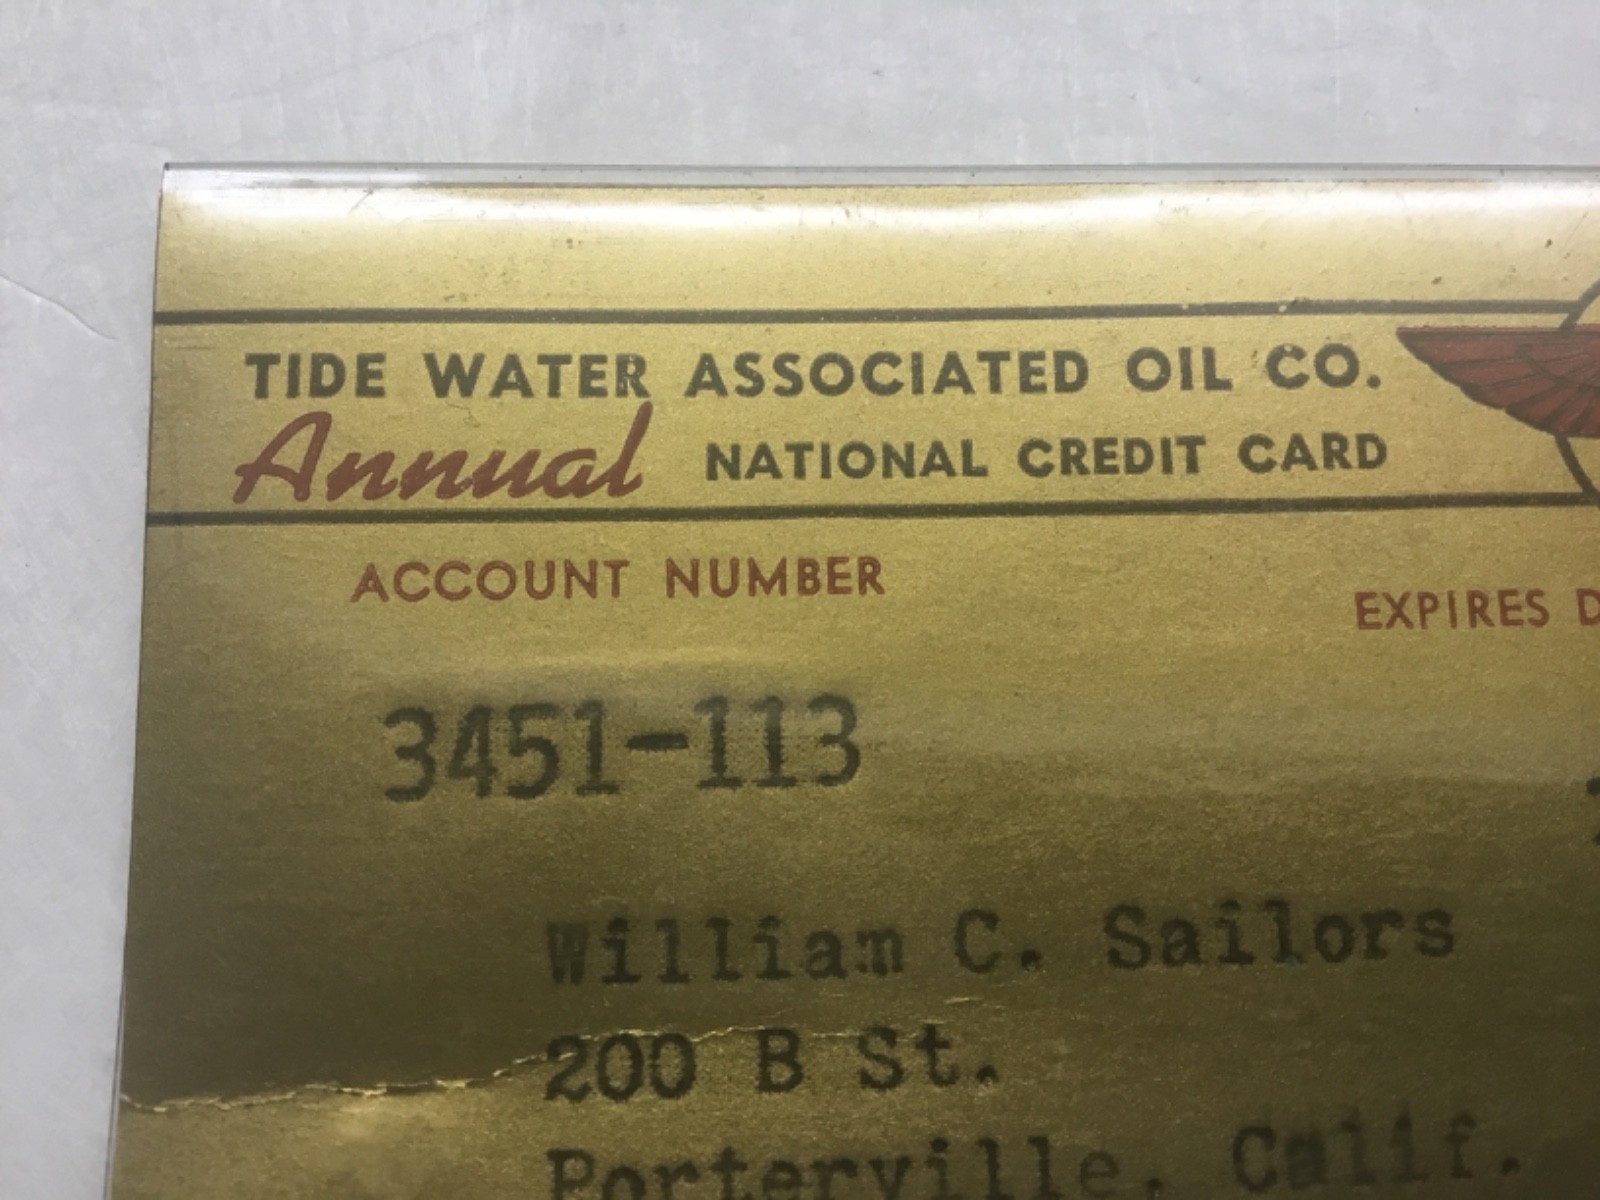 TIDE WATER ASSOCIATED OIL CO.
Annual NATIONAL CREDIT CARD
ACCOUNT NUMBER
EXPIRES
3451-113
William C. Sailors
200 B St.
Porterville, Calif.